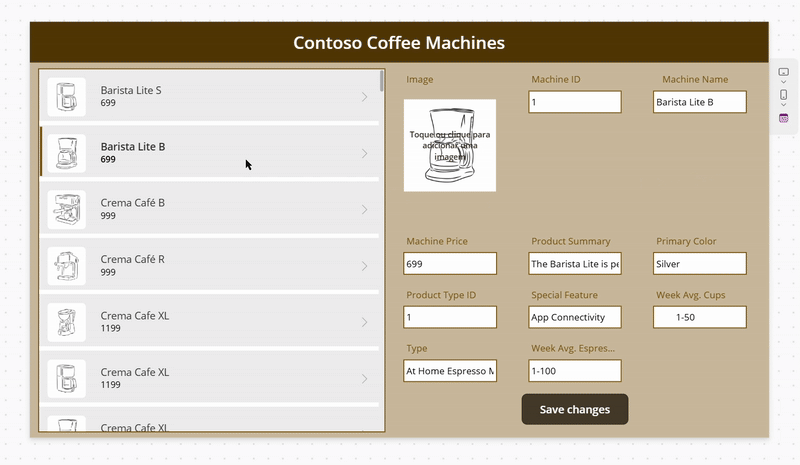 Contoso Coffee Machines
Barista Lite S
699
Barista Lite B
699
Crema Café B
999
Crema Café R
999
Crema Cafe XL
1199
Crema Cafe XL
1199
Crema Cafe XL
Image
Toque ou clique para
adicionar uma
imagem
Machine ID
1
Machine Name
Barista Lite B
Machine Price
699
Product Summary
The Barista Lite is pe
Primary Color
Silver
Product Type ID
1
Special Feature
App Connectivity
Week Avg. Cups
1-50
Type
At Home Espresso M
Week Avg. Espres...
1-100
Save changes